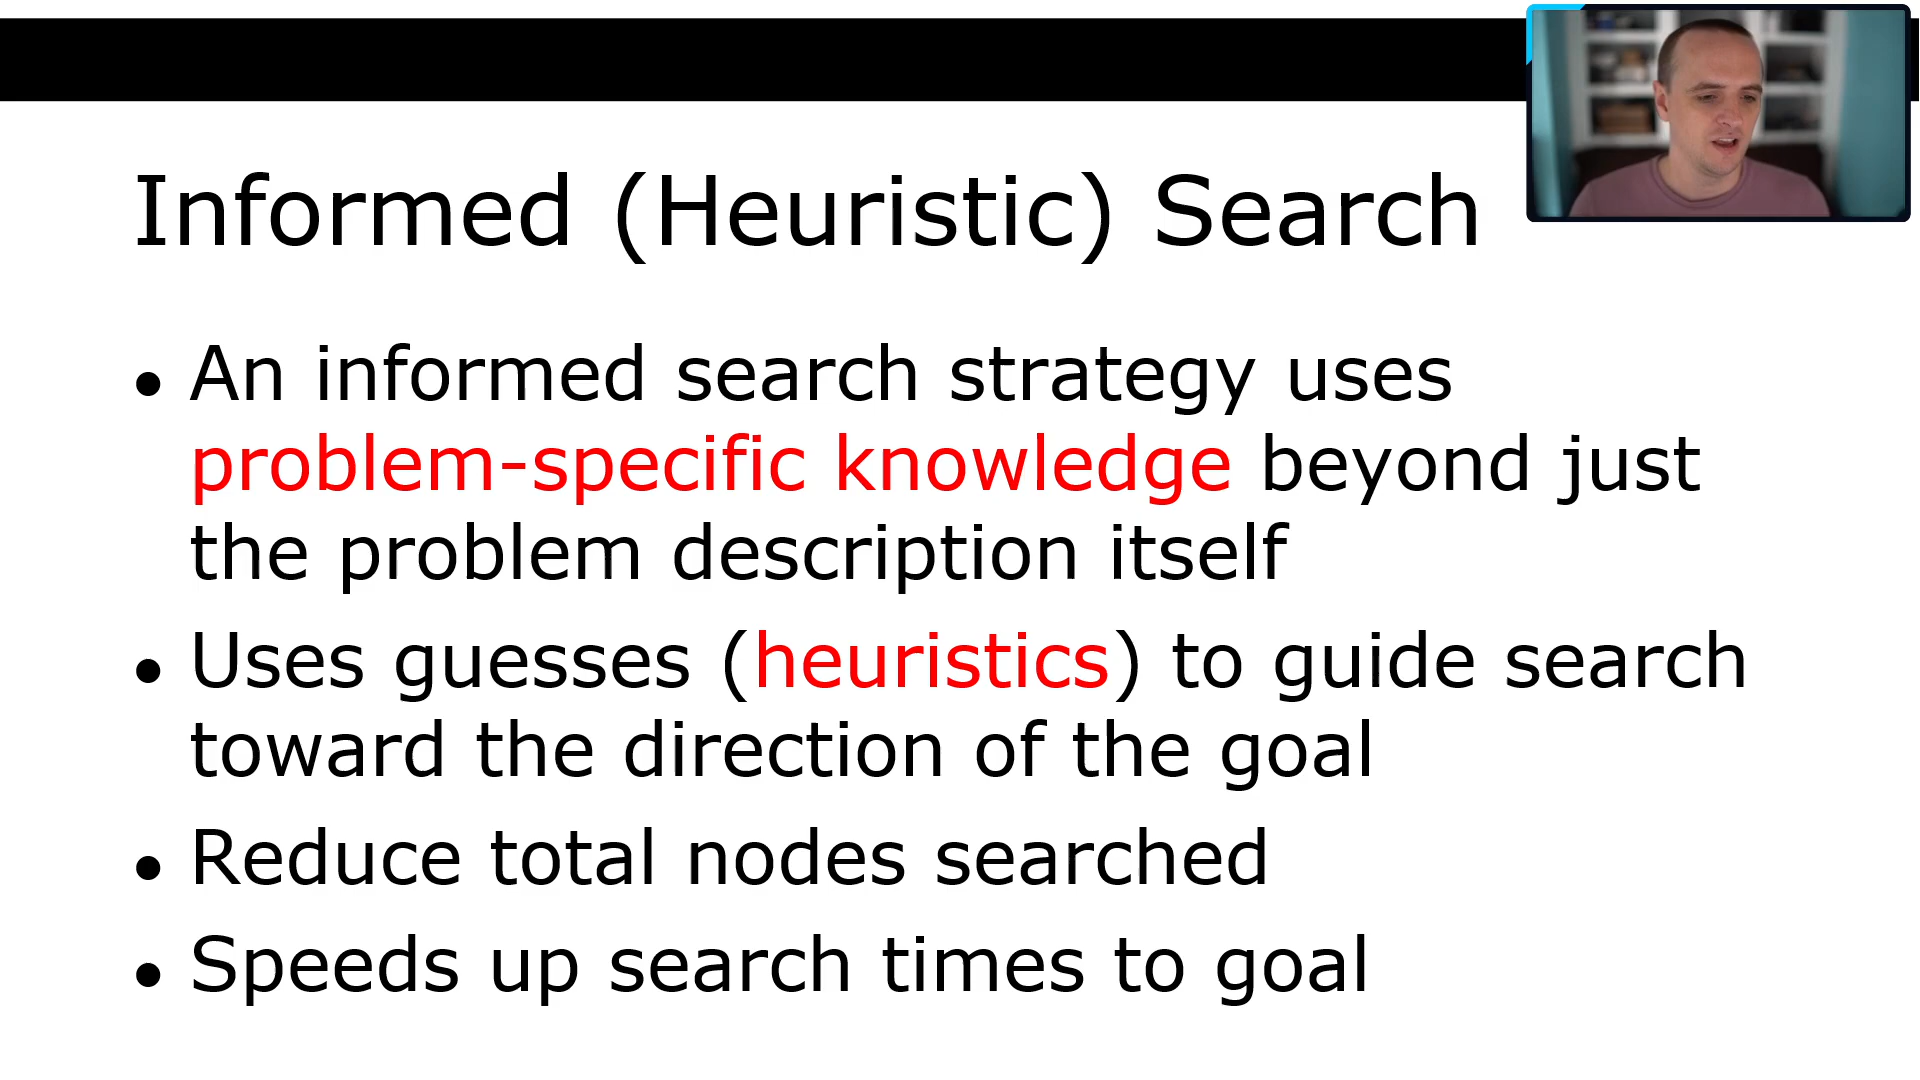 Informed (Heuristic) Search
• An informed search strategy uses
problem-specific knowledge beyond just
the problem description itself
• Uses guesses (heuristics) to guide search
toward the direction of the goal
• Reduce total nodes searched
• Speeds up search times to goal